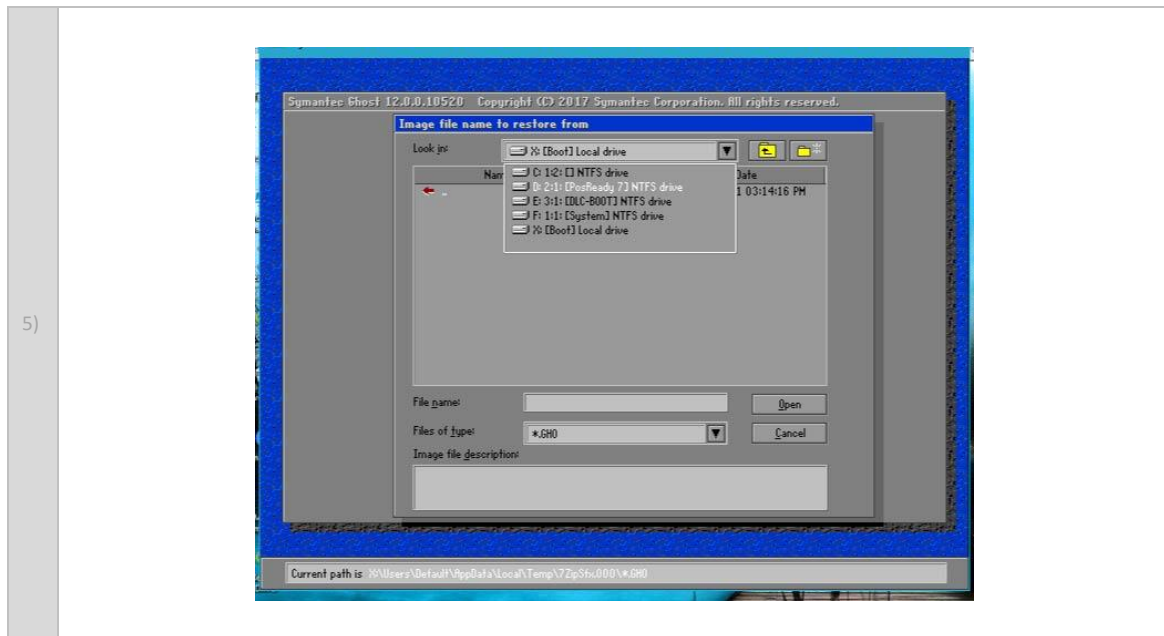 5)
Symantec Ghost 12.0.0.10520 Copyright (C) 2017 Symantec Corporation. All rights reserved.
Image file name to restore from
Look in: X: [Boot] Local drive
Date
C: 1:2: [] NTFS drive
D: 2:1: [PosReady 7] NTFS drive
.. 1 03:14:16 PM
E: 3:1: [DLC-BOOT] NTFS drive
F: 1:1: [System] NTFS drive
X: [Boot] Local drive
File name: Open
Files of type: *.GHO Cancel
Image file description:
Current path is X:\Users\Default\AppData\Local\Temp\7ZipSfx.000\*.GHO